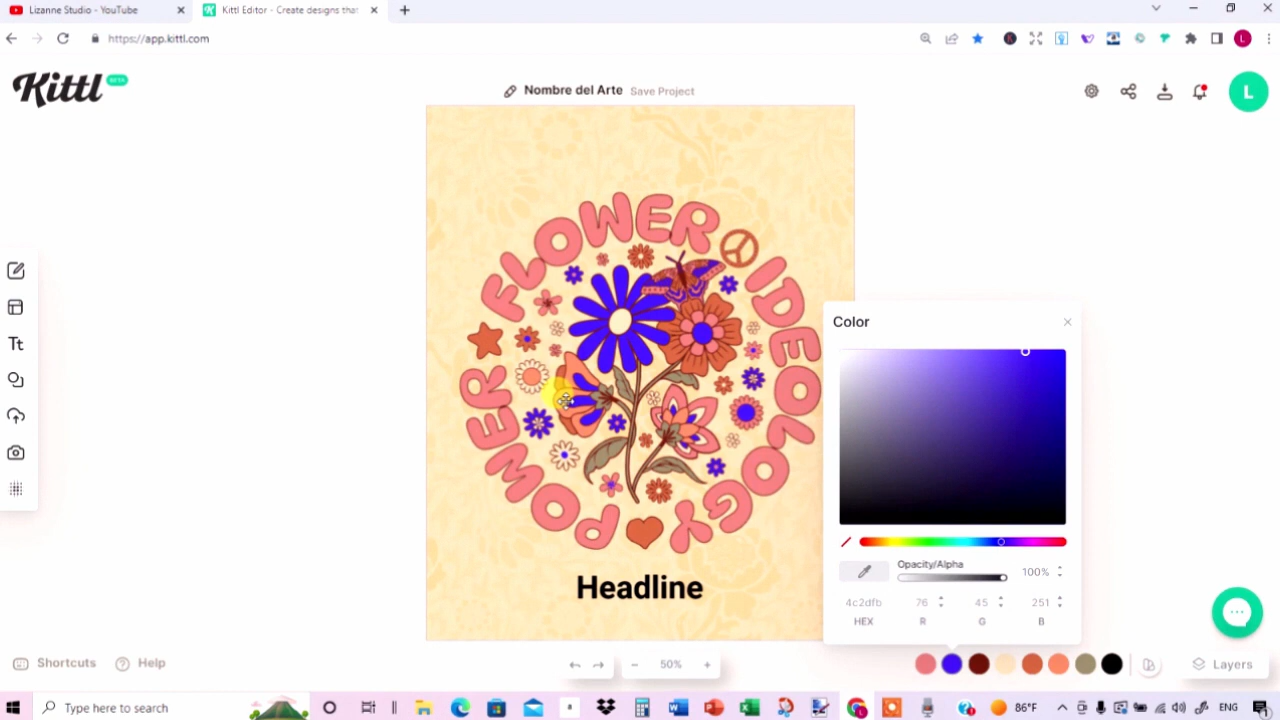 Lizanne Studio - YouTube
Kittl Editor - Create designs tha
https://app.kittl.com
L
Kittl BETA
Nombre del Arte Save Project
L
FLOWER
IDEOLOGY
POWER
Headline
Tt
Color
Opacity/Alpha
100%
4c2dfb 76 45 251
HEX R G B
Shortcuts
Help
50%
Layers
Type here to search
86°F
ENG